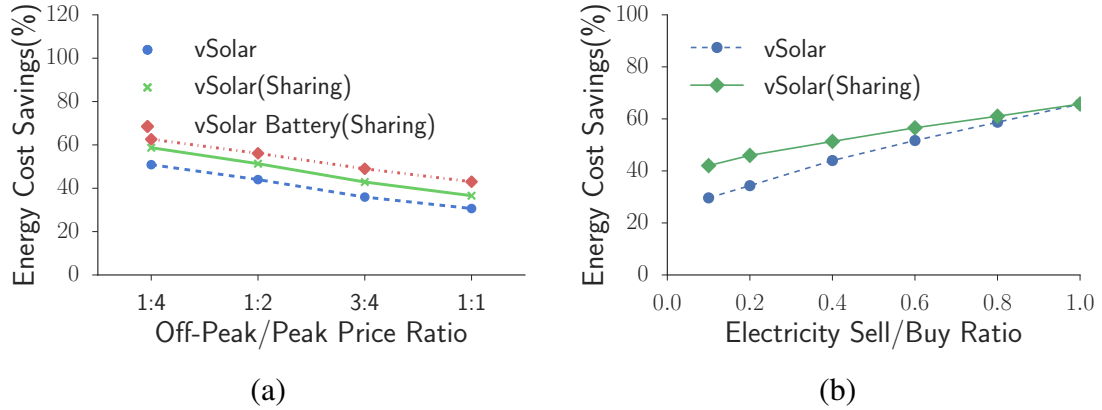 Energy Cost Savings(%)
120
100
80
60
40
20
0
vSolar
vSolar(Sharing)
vSolar Battery(Sharing)
1:4 1:2 3:4 1:1
Off-Peak/Peak Price Ratio
(a)
Energy Cost Savings(%)
100
80
60
40
20
0
vSolar
vSolar(Sharing)
0.0 0.2 0.4 0.6 0.8 1.0
Electricity Sell/Buy Ratio
(b)